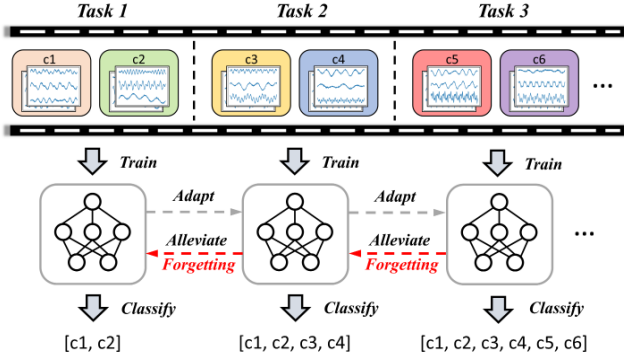 Task 1 Task 2 Task 3
c1 c2 c3 c4 c5 c6
...
Train Train Train
Adapt Adapt
Alleviate Alleviate
...
Forgetting Forgetting
Classify Classify Classify
[c1, c2] [c1, c2, c3, c4] [c1, c2, c3, c4, c5, c6]